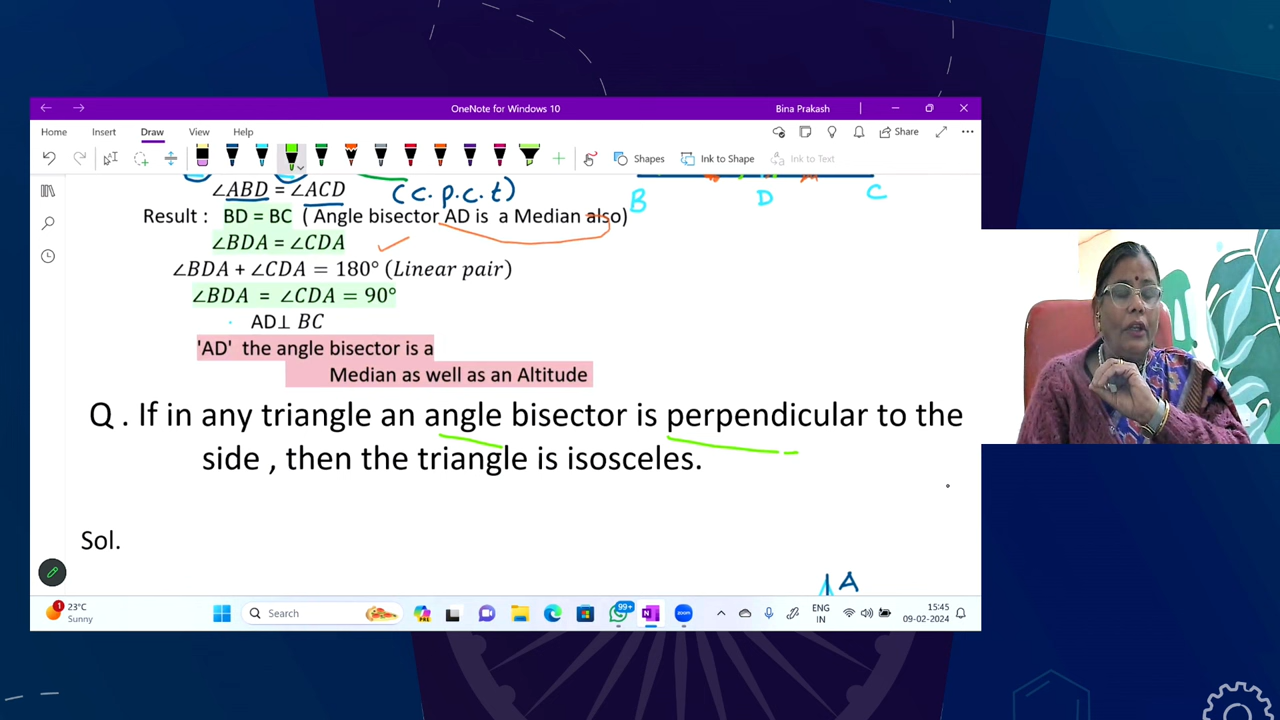 OneNote for Windows 10
Bina Prakash
Home Insert Draw View Help
Share
Shapes Ink to Shape Ink to Text
∠ABD = ∠ACD (c.p.c.t)
B D C
Result : BD = BC ( Angle bisector AD is a Median also)
∠BDA = ∠CDA
∠BDA + ∠CDA = 180° (Linear pair)
∠BDA = ∠CDA = 90°
AD⊥ BC
'AD' the angle bisector is a
Median as well as an Altitude
Q . If in any triangle an angle bisector is perpendicular to the
side , then the triangle is isosceles.
Sol.
A
1
23°C
Sunny
Search
PRE
99+
zoom
ENG
IN
15:45
09-02-2024